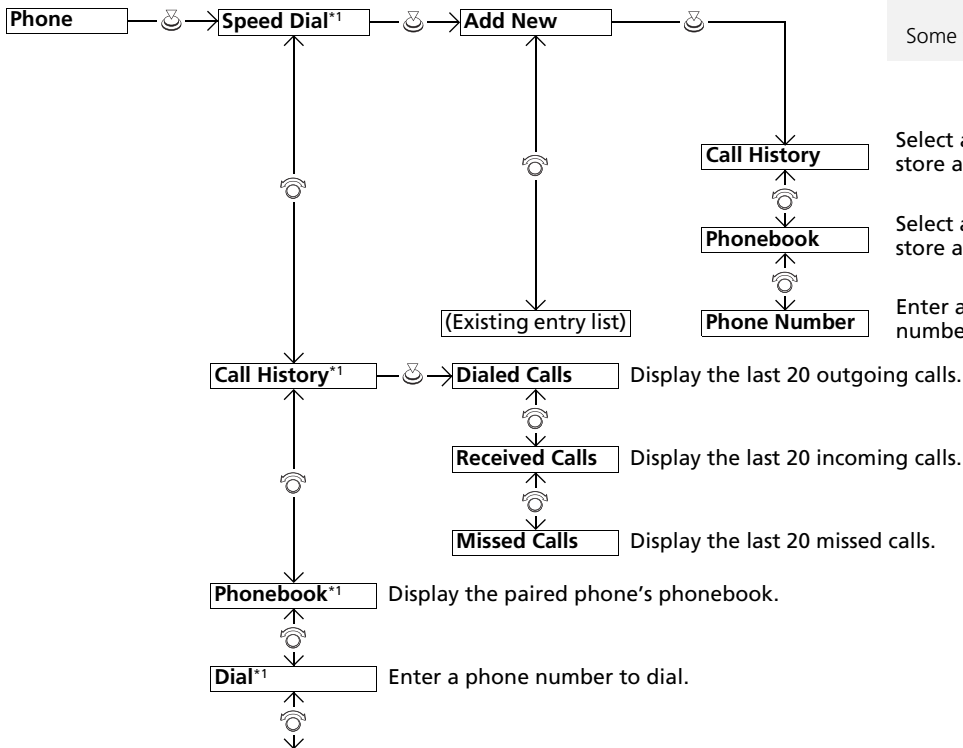 Phone
Speed Dial*1
Add New
Some
Call History
Select a
store a
Phonebook
Select a
store a
(Existing entry list)
Phone Number
Enter a
numbe
Call History*1
Dialed Calls
Display the last 20 outgoing calls.
Received Calls
Display the last 20 incoming calls.
Missed Calls
Display the last 20 missed calls.
Phonebook*1
Display the paired phone's phonebook.
Dial*1
Enter a phone number to dial.